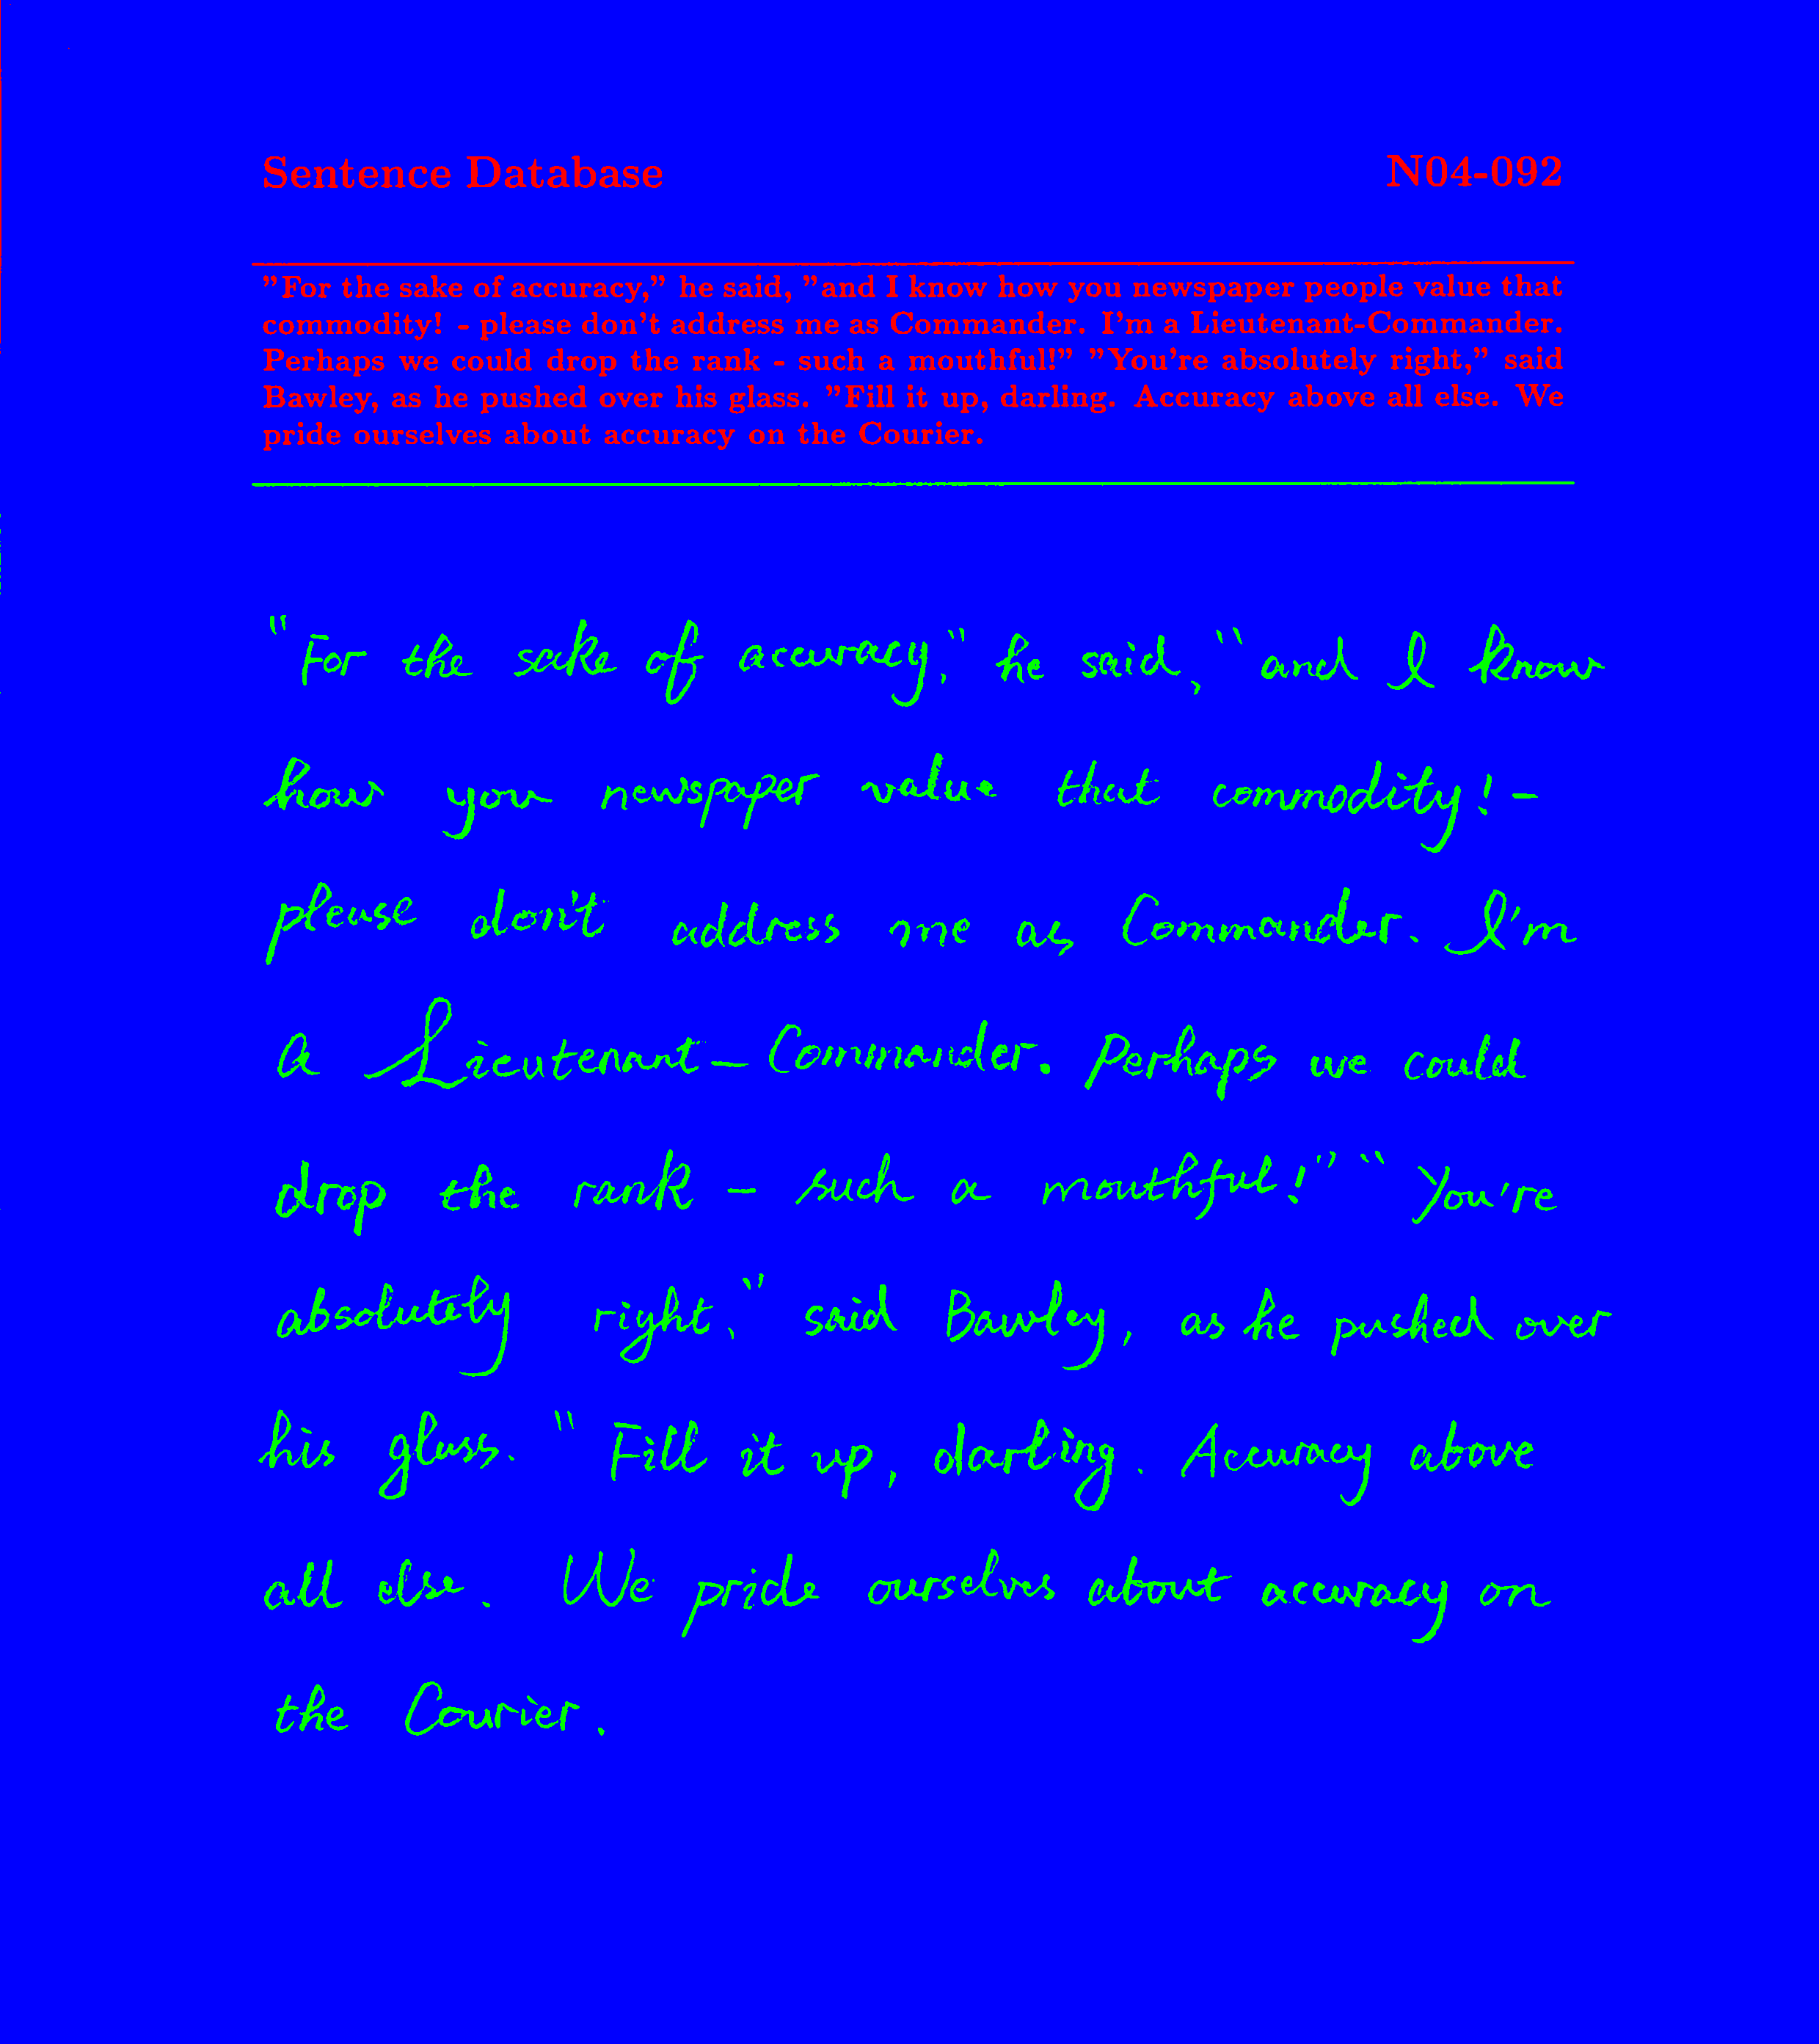 Sentence Database N04-092
"For the sake of accuracy," he said, "and I know how you newspaper people value that
commodity! - please don't address me as Commander. I'm a Lieutenant-Commander.
Perhaps we could drop the rank - such a mouthful!" "You're absolutely right," said
Bawley, as he pushed over his glass. "Fill it up, darling. Accuracy above all else. We
pride ourselves about accuracy on the Courier.
"For the sake of accuracy," he said, "and I know
how you newspaper value that commodity! -
please don't address me as Commander. I'm
a Lieutenant-Commander. Perhaps we could
drop the rank - such a mouthful!" "You're
absolutely right," said Bawley, as he pushed over
his glass. "Fill it up, darling. Accuracy above
all else. We pride ourselves about accuracy on
the Courier.